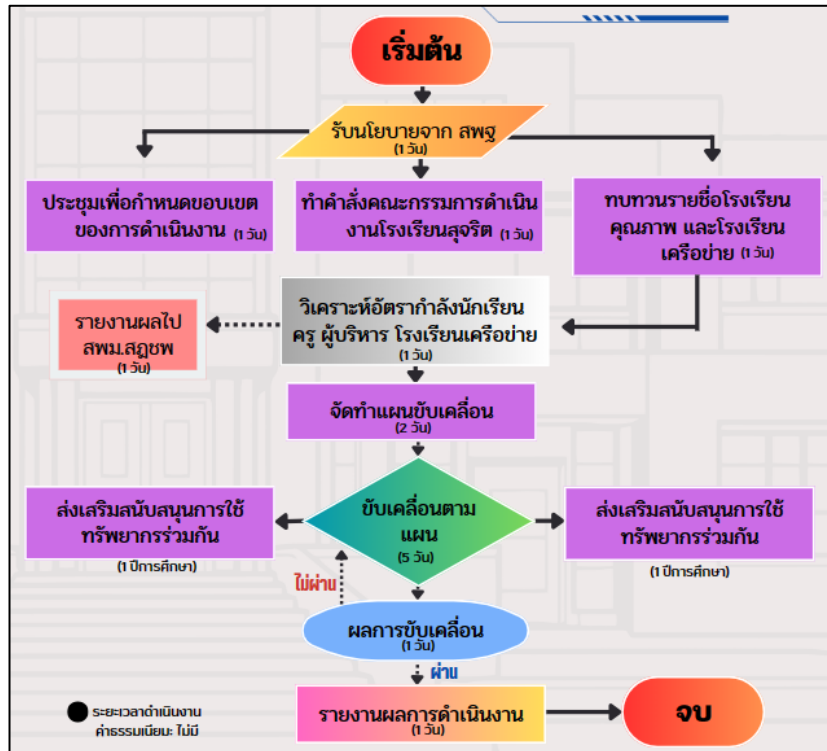 เริ่มต้น
รับนโยบายจาก สพฐ
(1 วัน)
ประชุมเพื่อกำหนดขอบเขต
ของการดำเนินงาน (1 วัน)
ทำคำสั่งคณะกรรมการดำเนิน
งานโรงเรียนสุจริต (1 วัน)
ทบทวนรายชื่อโรงเรียน
คุณภาพ และโรงเรียน
เครือข่าย (1 วัน)
รายงานผลไป
สพม.สฎชพ
(1 วัน)
วิเคราะห์อัตรากำลังนักเรียน
ครู ผู้บริหาร โรงเรียนเครือข่าย
(1 วัน)
จัดทำแผนขับเคลื่อน
(2 วัน)
ส่งเสริมสนับสนุนการใช้
ทรัพยากรร่วมกัน
(1 ปีการศึกษา)
ขับเคลื่อนตาม
แผน
(5 วัน)
ส่งเสริมสนับสนุนการใช้
ทรัพยากรร่วมกัน
(1 ปีการศึกษา)
ไม่ผ่าน
ผลการขับเคลื่อน
(1 วัน)
ผ่าน
รายงานผลการดำเนินงาน
(1 วัน)
จบ
ระยะเวลาดำเนินงาน
ค่าธรรมเนียม: ไม่มี